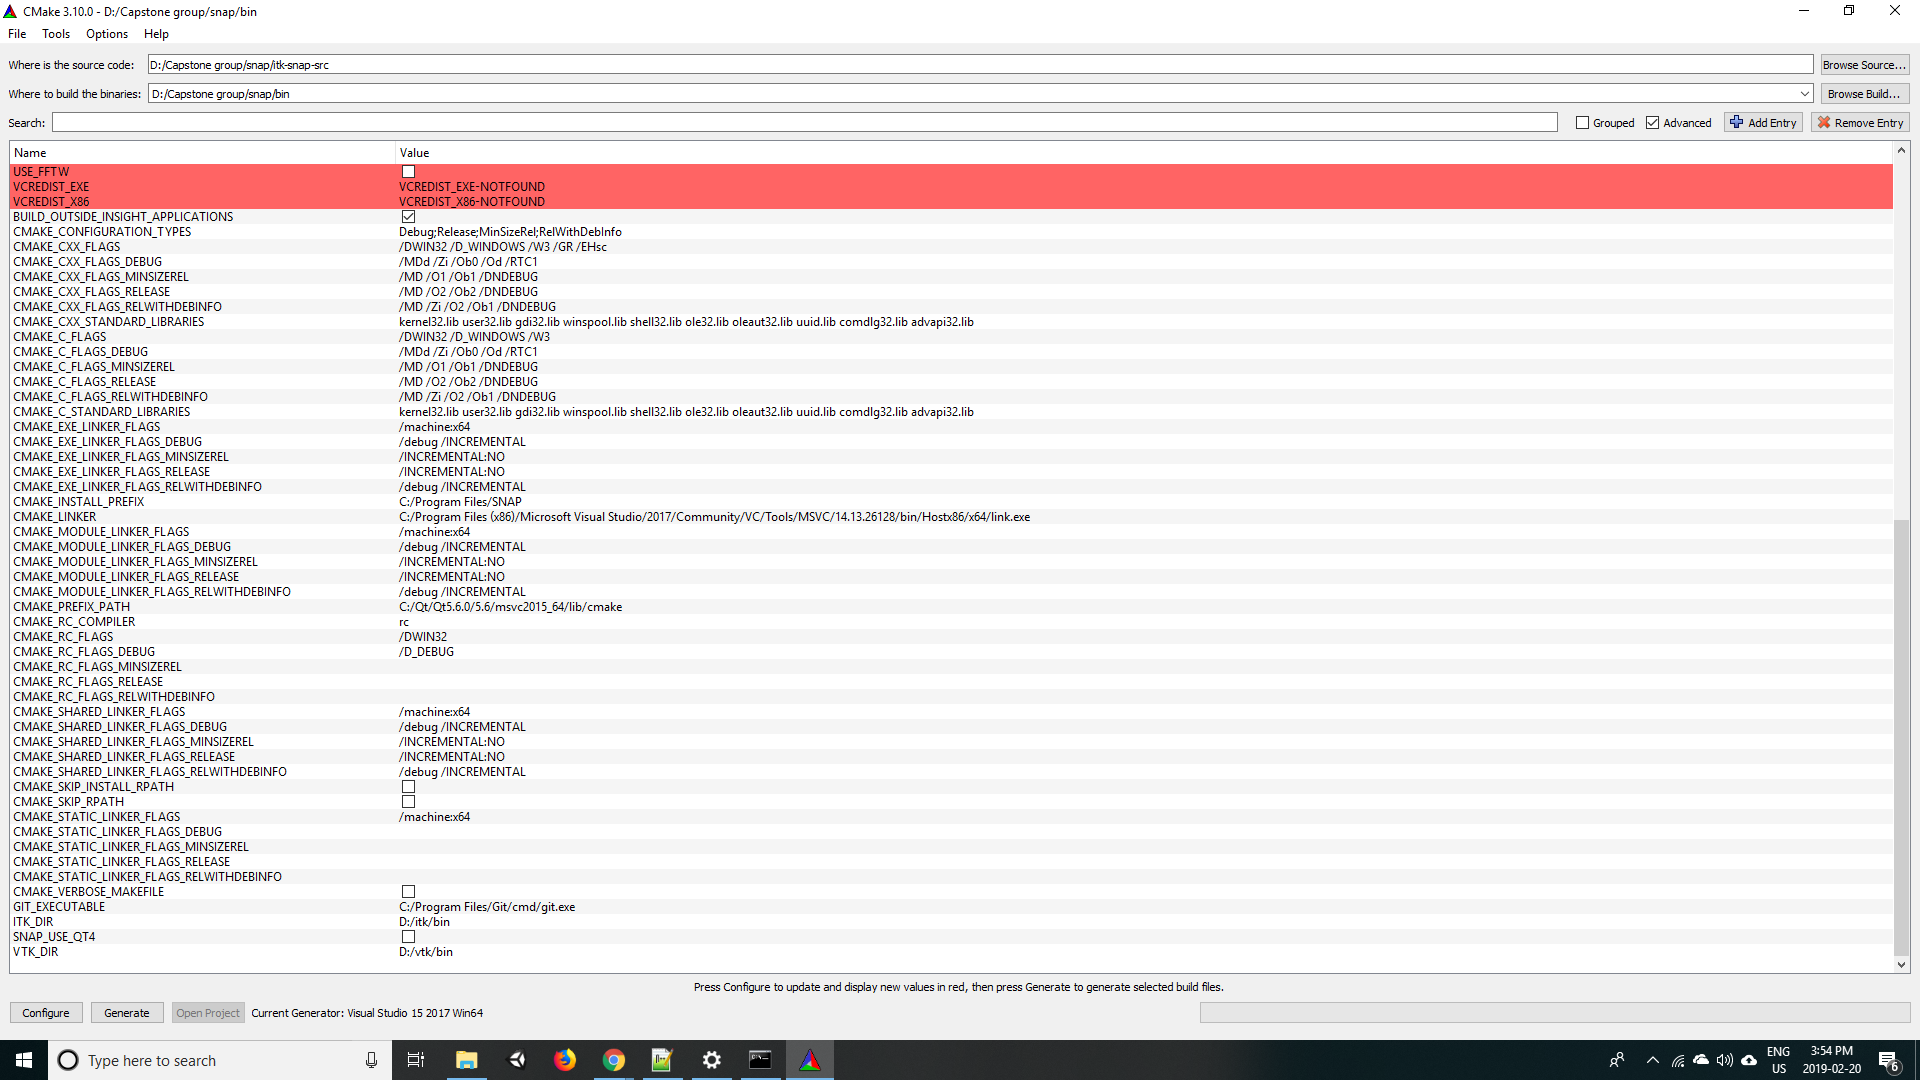 CMake 3.10.0 - D:/Capstone group/snap/bin
File Tools Options Help
Where is the source code: D:/Capstone group/snap/itk-snap-src Browse Source...
Where to build the binaries: D:/Capstone group/snap/bin Browse Build...
Search: Grouped Advanced Add Entry Remove Entry
Name Value
USE_FFTW
VCREDIST_EXE VCREDIST_EXE-NOTFOUND
VCREDIST_X86 VCREDIST_X86-NOTFOUND
BUILD_OUTSIDE_INSIGHT_APPLICATIONS
CMAKE_CONFIGURATION_TYPES Debug;Release;MinSizeRel;RelWithDebInfo
CMAKE_CXX_FLAGS /DWIN32 /D_WINDOWS /W3 /GR /EHsc
CMAKE_CXX_FLAGS_DEBUG /MDd /Zi /Ob0 /Od /RTC1
CMAKE_CXX_FLAGS_MINSIZEREL /MD /O1 /Ob1 /DNDEBUG
CMAKE_CXX_FLAGS_RELEASE /MD /O2 /Ob2 /DNDEBUG
CMAKE_CXX_FLAGS_RELWITHDEBINFO /MD /Zi /O2 /Ob1 /DNDEBUG
CMAKE_CXX_STANDARD_LIBRARIES kernel32.lib user32.lib gdi32.lib winspool.lib shell32.lib ole32.lib oleaut32.lib uuid.lib comdlg32.lib advapi32.lib
CMAKE_C_FLAGS /DWIN32 /D_WINDOWS /W3
CMAKE_C_FLAGS_DEBUG /MDd /Zi /Ob0 /Od /RTC1
CMAKE_C_FLAGS_MINSIZEREL /MD /O1 /Ob1 /DNDEBUG
CMAKE_C_FLAGS_RELEASE /MD /O2 /Ob2 /DNDEBUG
CMAKE_C_FLAGS_RELWITHDEBINFO /MD /Zi /O2 /Ob1 /DNDEBUG
CMAKE_C_STANDARD_LIBRARIES kernel32.lib user32.lib gdi32.lib winspool.lib shell32.lib ole32.lib oleaut32.lib uuid.lib comdlg32.lib advapi32.lib
CMAKE_EXE_LINKER_FLAGS /machine:x64
CMAKE_EXE_LINKER_FLAGS_DEBUG /debug /INCREMENTAL
CMAKE_EXE_LINKER_FLAGS_MINSIZEREL /INCREMENTAL:NO
CMAKE_EXE_LINKER_FLAGS_RELEASE /INCREMENTAL:NO
CMAKE_EXE_LINKER_FLAGS_RELWITHDEBINFO /debug /INCREMENTAL
CMAKE_INSTALL_PREFIX C:/Program Files/SNAP
CMAKE_LINKER C:/Program Files (x86)/Microsoft Visual Studio/2017/Community/VC/Tools/MSVC/14.13.26128/bin/Hostx86/x64/link.exe
CMAKE_MODULE_LINKER_FLAGS /machine:x64
CMAKE_MODULE_LINKER_FLAGS_DEBUG /debug /INCREMENTAL
CMAKE_MODULE_LINKER_FLAGS_MINSIZEREL /INCREMENTAL:NO
CMAKE_MODULE_LINKER_FLAGS_RELEASE /INCREMENTAL:NO
CMAKE_MODULE_LINKER_FLAGS_RELWITHDEBINFO /debug /INCREMENTAL
CMAKE_PREFIX_PATH C:/Qt/Qt5.6.0/5.6/msvc2015_64/lib/cmake
CMAKE_RC_COMPILER rc
CMAKE_RC_FLAGS /DWIN32
CMAKE_RC_FLAGS_DEBUG /D_DEBUG
CMAKE_RC_FLAGS_MINSIZEREL
CMAKE_RC_FLAGS_RELEASE
CMAKE_RC_FLAGS_RELWITHDEBINFO
CMAKE_SHARED_LINKER_FLAGS /machine:x64
CMAKE_SHARED_LINKER_FLAGS_DEBUG /debug /INCREMENTAL
CMAKE_SHARED_LINKER_FLAGS_MINSIZEREL /INCREMENTAL:NO
CMAKE_SHARED_LINKER_FLAGS_RELEASE /INCREMENTAL:NO
CMAKE_SHARED_LINKER_FLAGS_RELWITHDEBINFO /debug /INCREMENTAL
CMAKE_SKIP_INSTALL_RPATH
CMAKE_SKIP_RPATH
CMAKE_STATIC_LINKER_FLAGS /machine:x64
CMAKE_STATIC_LINKER_FLAGS_DEBUG
CMAKE_STATIC_LINKER_FLAGS_MINSIZEREL
CMAKE_STATIC_LINKER_FLAGS_RELEASE
CMAKE_STATIC_LINKER_FLAGS_RELWITHDEBINFO
CMAKE_VERBOSE_MAKEFILE
GIT_EXECUTABLE C:/Program Files/Git/cmd/git.exe
ITK_DIR D:/itk/bin
SNAP_USE_QT4
VTK_DIR D:/vtk/bin
Press Configure to update and display new values in red, then press Generate to generate selected build files.
Configure Generate Open Project Current Generator: Visual Studio 15 2017 Win64
Type here to search
ENG 3:54 PM
US 2019-02-20 6